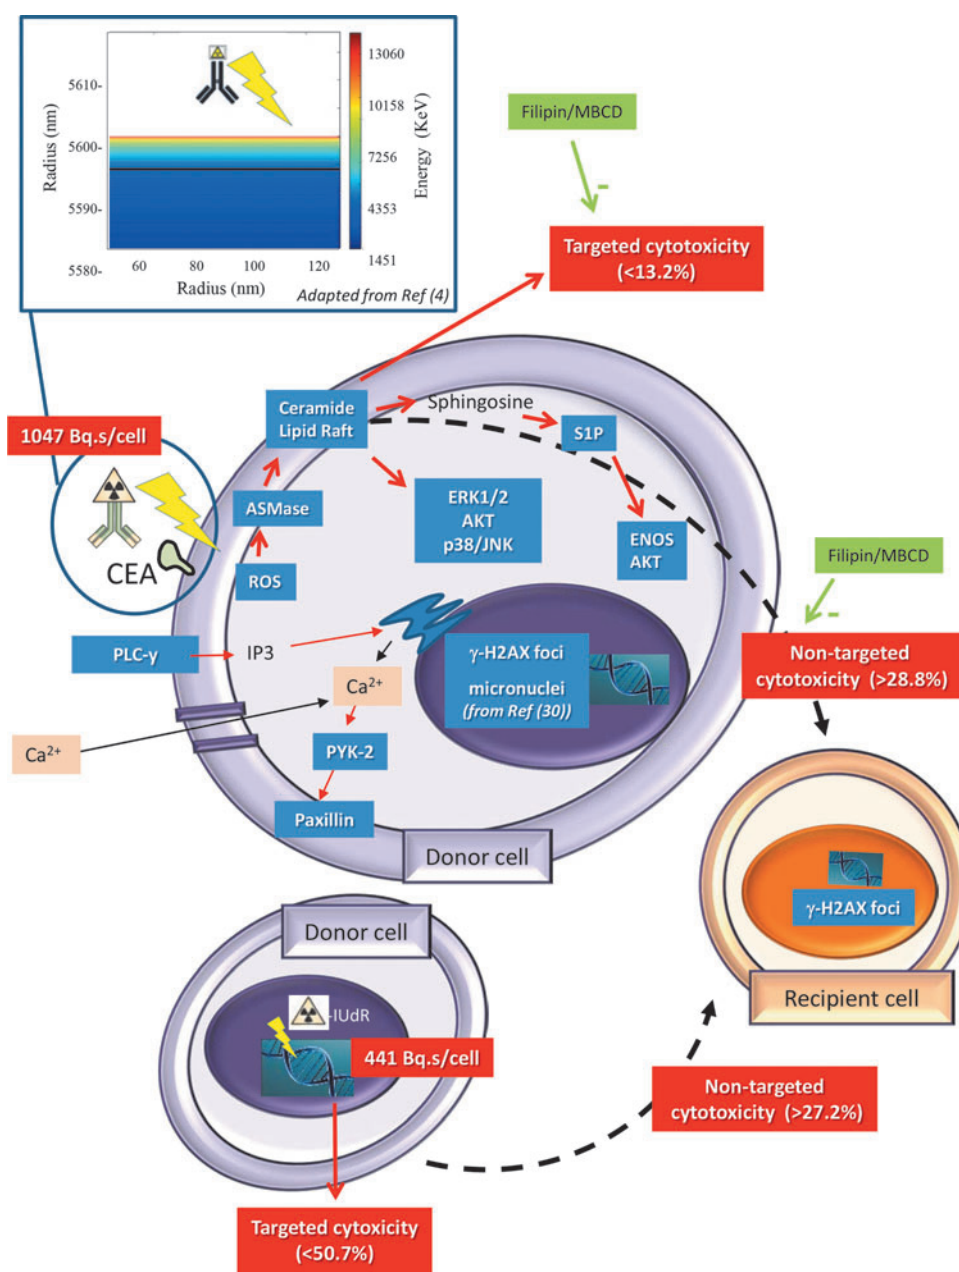 5610-
5600-
5590-
5580-
Radius (nm)
60
80
100
120
Radius (nm)
13060
10158
7256
4353
1451
Energy (KeV)
Adapted from Ref (4)
Filipin/MBCD
-
Targeted cytotoxicity
(<13.2%)
1047 Bq.s/cell
CEA
Ceramide
Lipid Raft
Sphingosine
S1P
ASMase
ERK1/2
AKT
p38/JNK
ENOS
AKT
ROS
Filipin/MBCD
-
PLC-γ
IP3
γ-H2AX foci
micronuclei
(from Ref (30))
Non-targeted
cytotoxicity (>28.8%)
Ca²⁺
Ca²⁺
PYK-2
Paxillin
Donor cell
γ-H2AX foci
Recipient cell
Donor cell
-IUdR
441 Bq.s/cell
Non-targeted
cytotoxicity (>27.2%)
Targeted cytoxicity
(<50.7%)